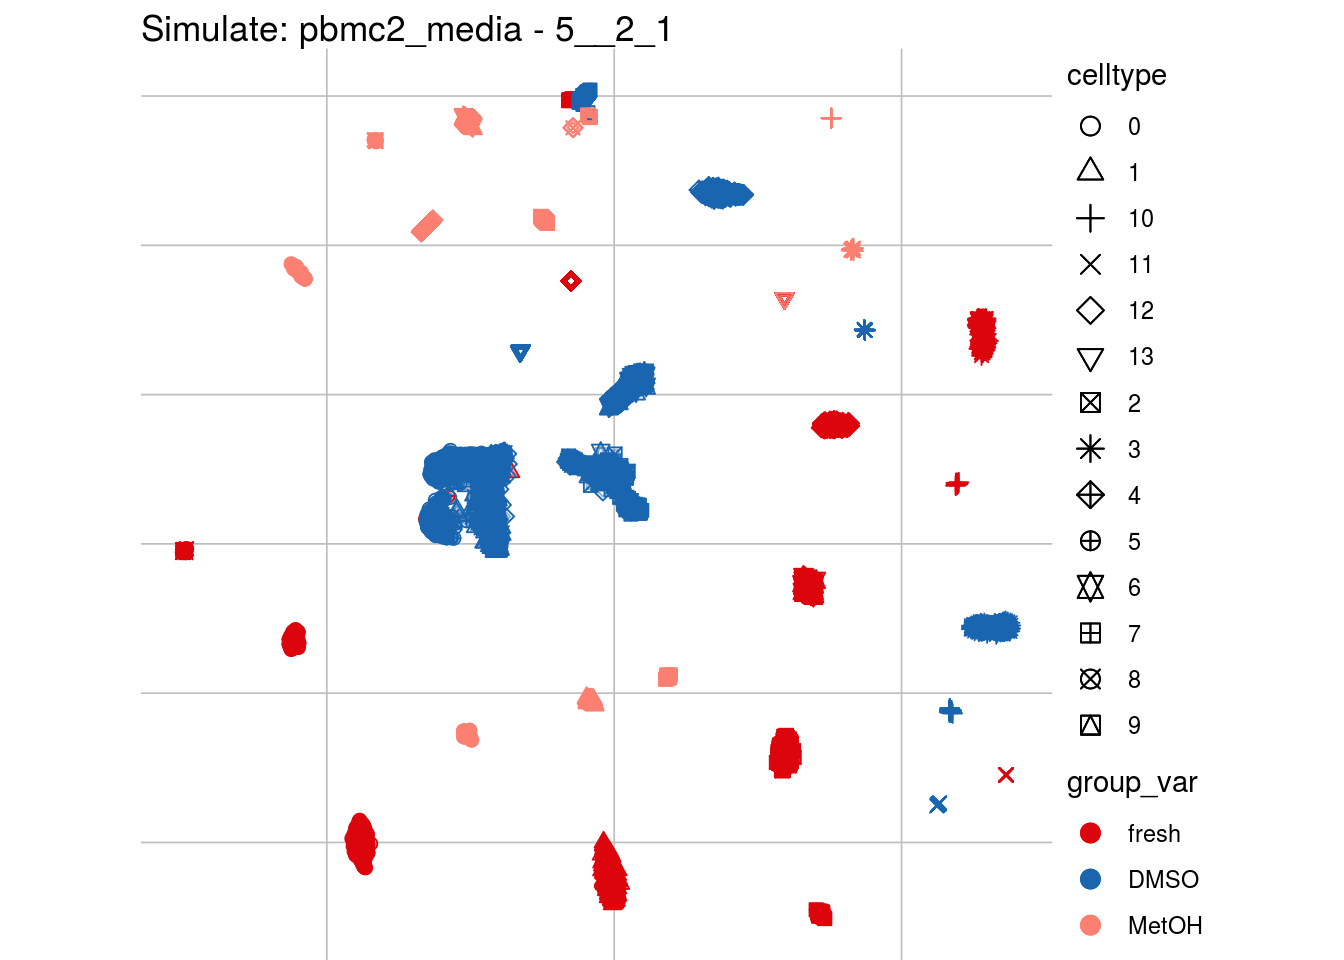 Simulate: pbmc2_media - 5__2_1
celltype
0
1
10
11
12
13
2
3
4
5
6
7
8
9
group_var
fresh
DMSO
MetOH